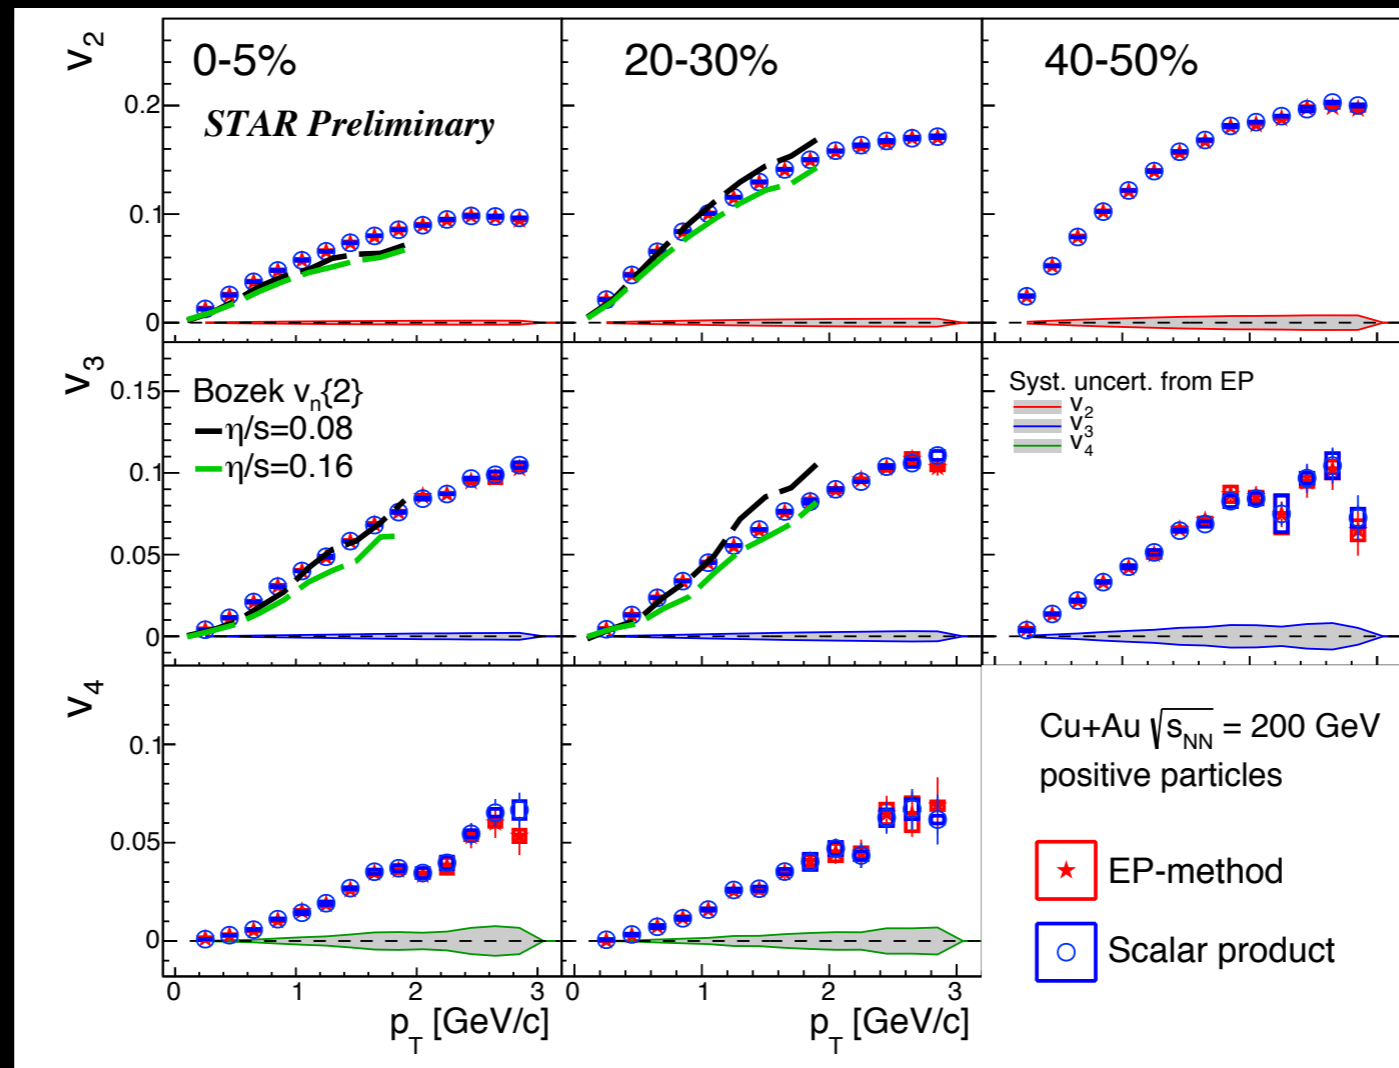 v2
0-5%
20-30%
40-50%
STAR Preliminary
0.2
0.1
0
v3
Bozek vn{2}
η/s=0.08
η/s=0.16
Syst. uncert. from EP
v2
v3
v4
0.15
0.1
0.05
0
v4
Cu+Au √sNN = 200 GeV
positive particles
EP-method
Scalar product
0.1
0.05
0
0 1 2 3 0 1 2 3
pT [GeV/c] pT [GeV/c]